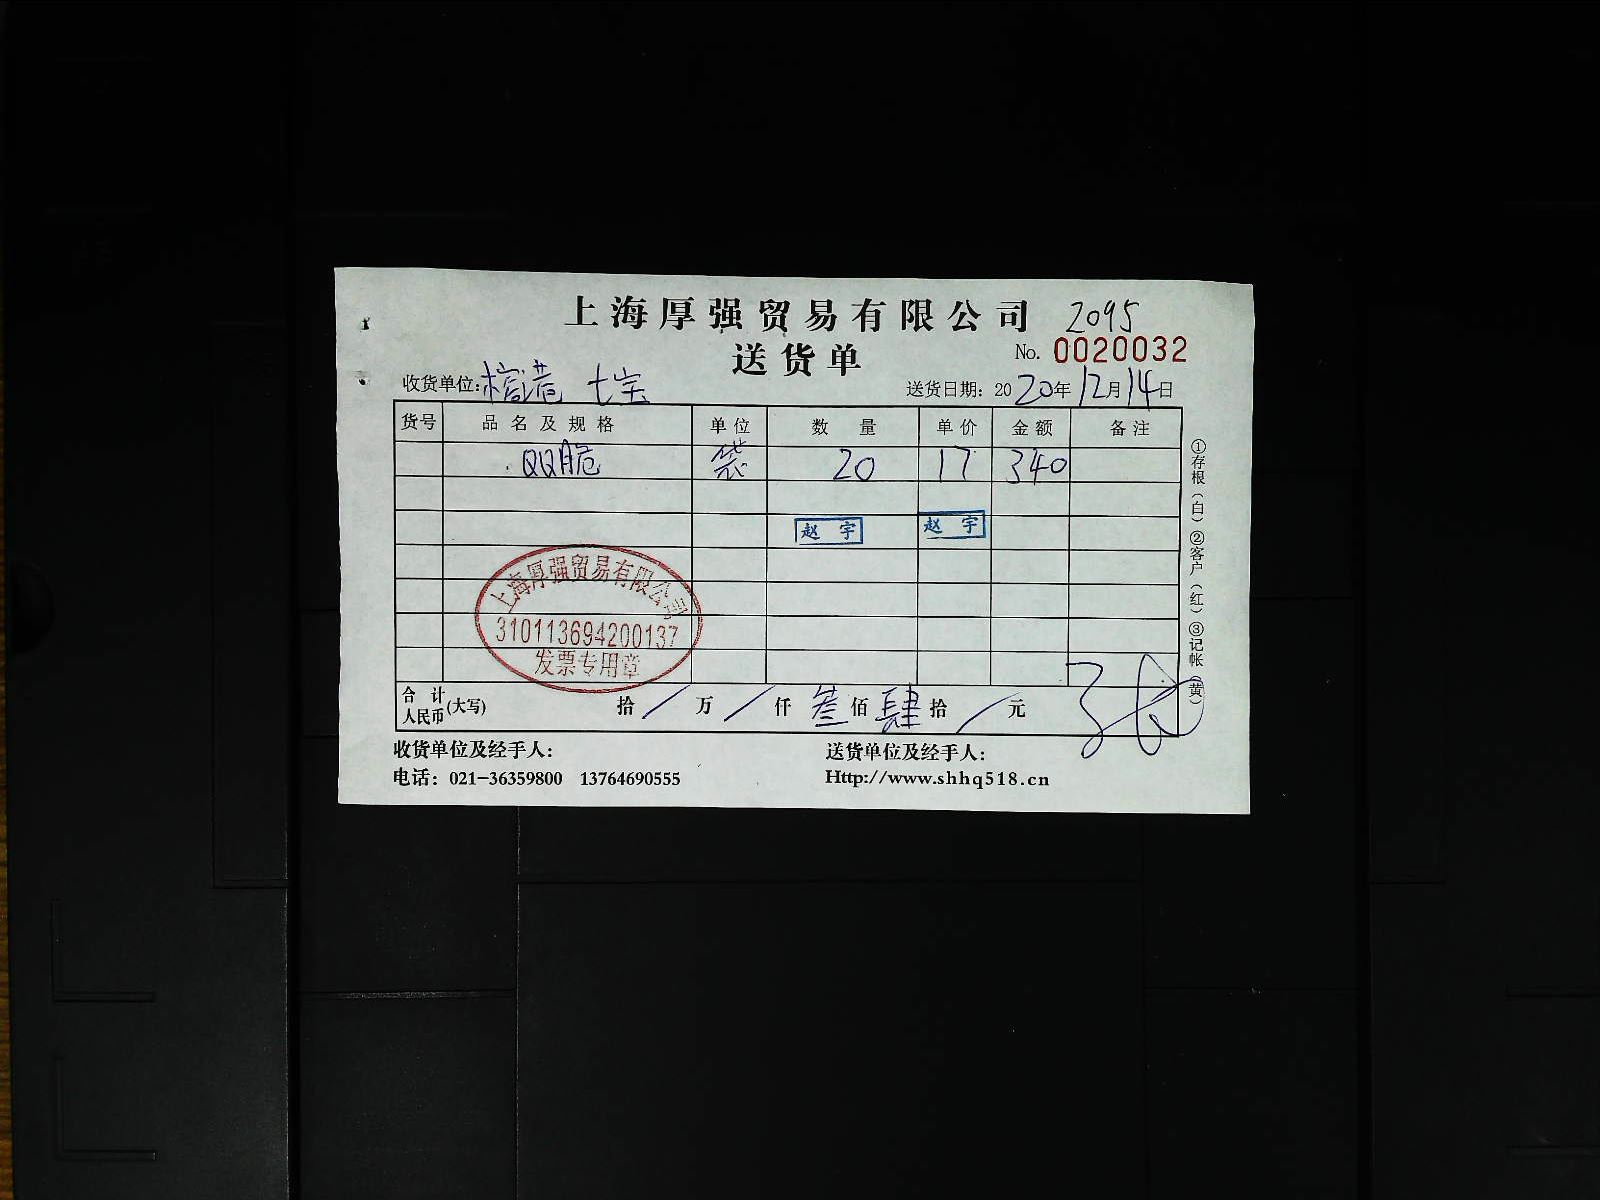 上海厚强贸易有限公司 2095
送货单 No. 0020032
收货单位: 七宝 送货日期: 2020年12月14日
货号 品名及规格 单位 数量 单价 金额 备注
QQ脆 袋 20 17 340
赵宇 赵宇
上海厚强贸易有限公司
310113694200137
发票专用章
合计人民币(大写) 拾 / 万 / 仟 叁 佰 肆 拾 / 元
收货单位及经手人: 送货单位及经手人:
电话: 021-36359800 13764690555 Http://www.shhq518.cn
①存根(白)②客户(红)③记帐(黄)